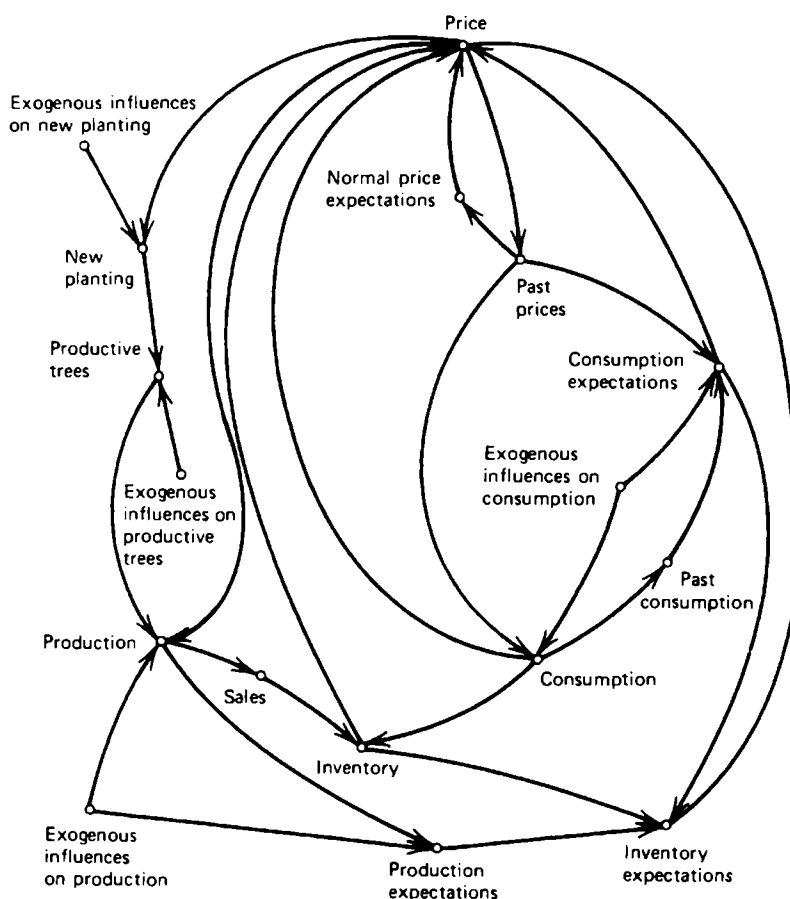 Price
Exogenous influences
on new planting
Normal price
expectations
New
planting
Past
prices
Productive
trees
Consumption
expectations
Exogenous
influences on
consumption
Exogenous
influences on
productive
trees
Past
consumption
Production
Consumption
Sales
Inventory
Exogenous
influences
on production
Production
expectations
Inventory
expectations